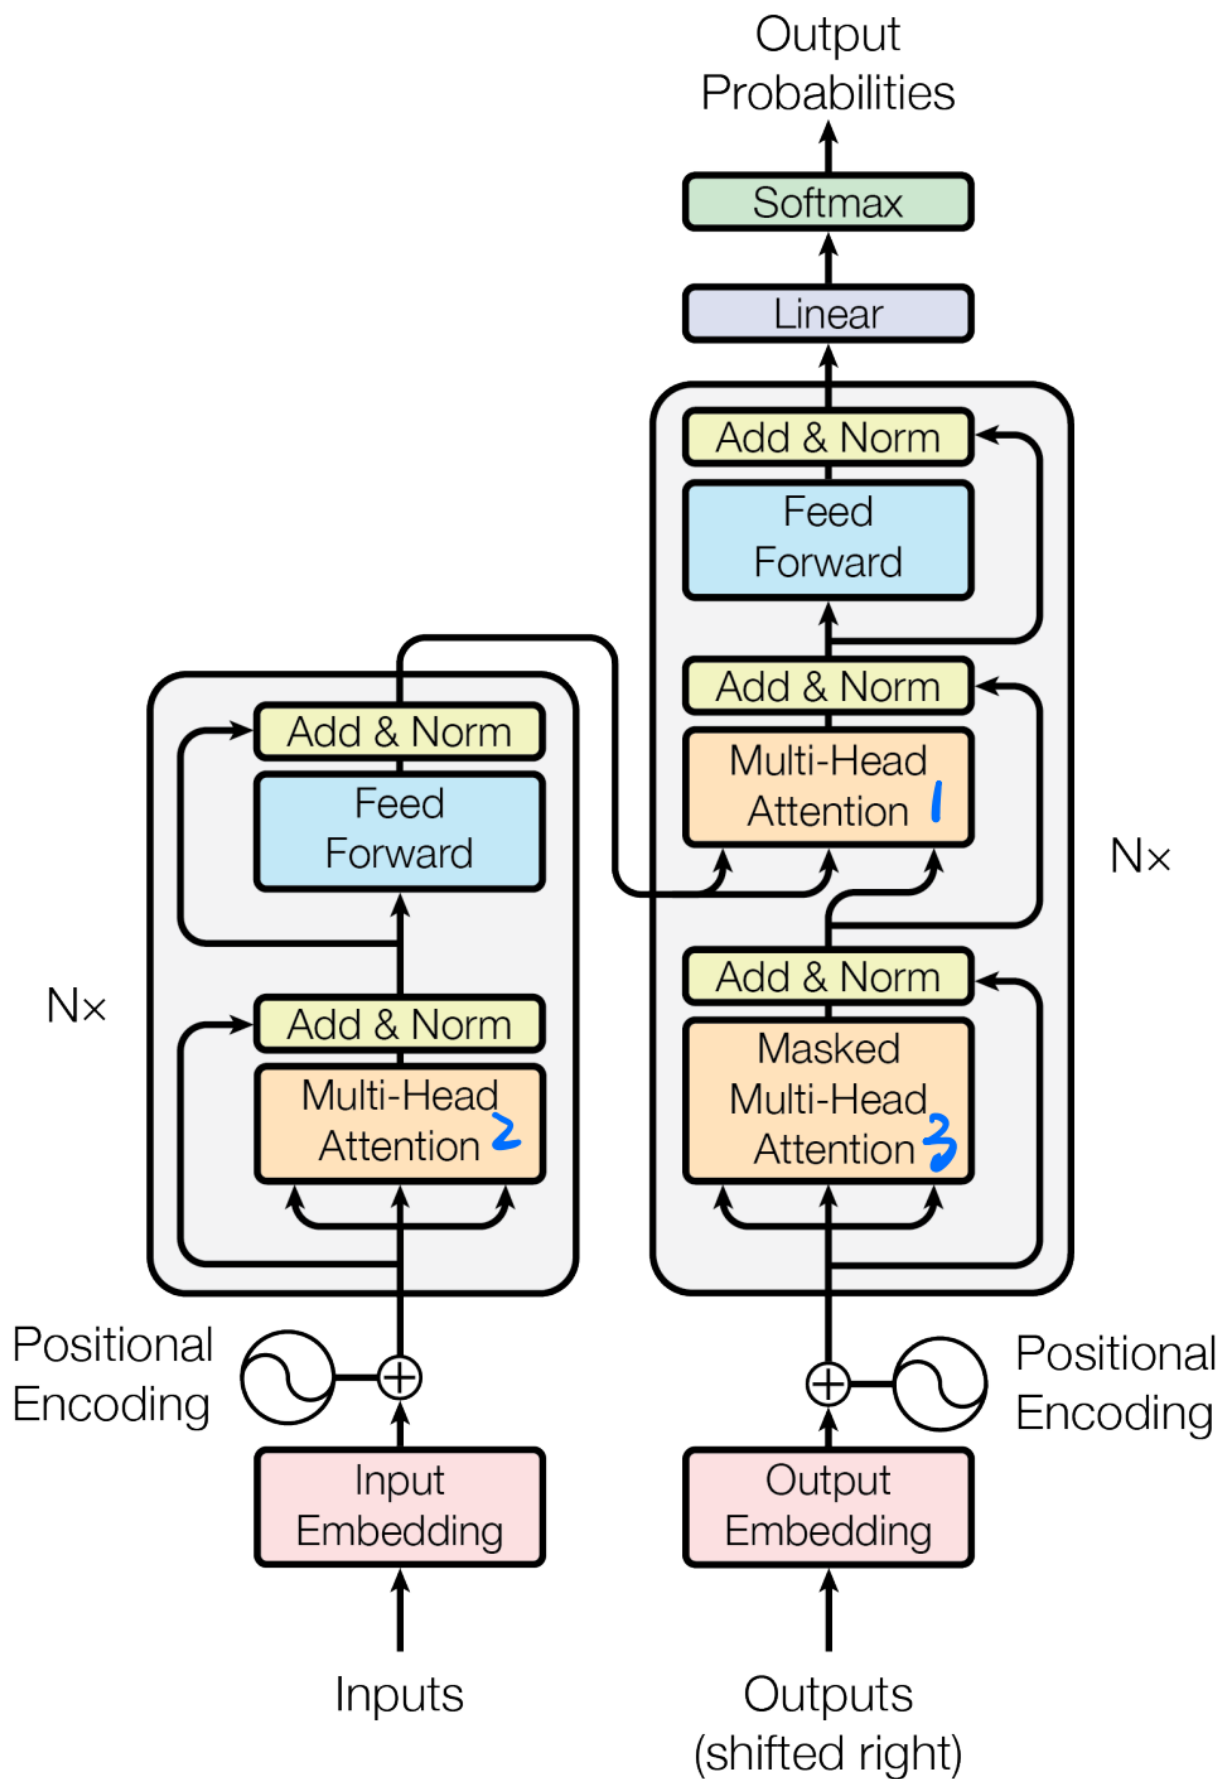 Output
Probabilities
Softmax
Linear
Add & Norm
Feed
Forward
Add & Norm
Multi-Head
Attention 1
Nx
Add & Norm
Masked
Multi-Head
Attention 3
Add & Norm
Feed
Forward
Nx
Add & Norm
Multi-Head
Attention 2
Positional
Encoding
Positional
Encoding
Input
Embedding
Output
Embedding
Inputs
Outputs
(shifted right)